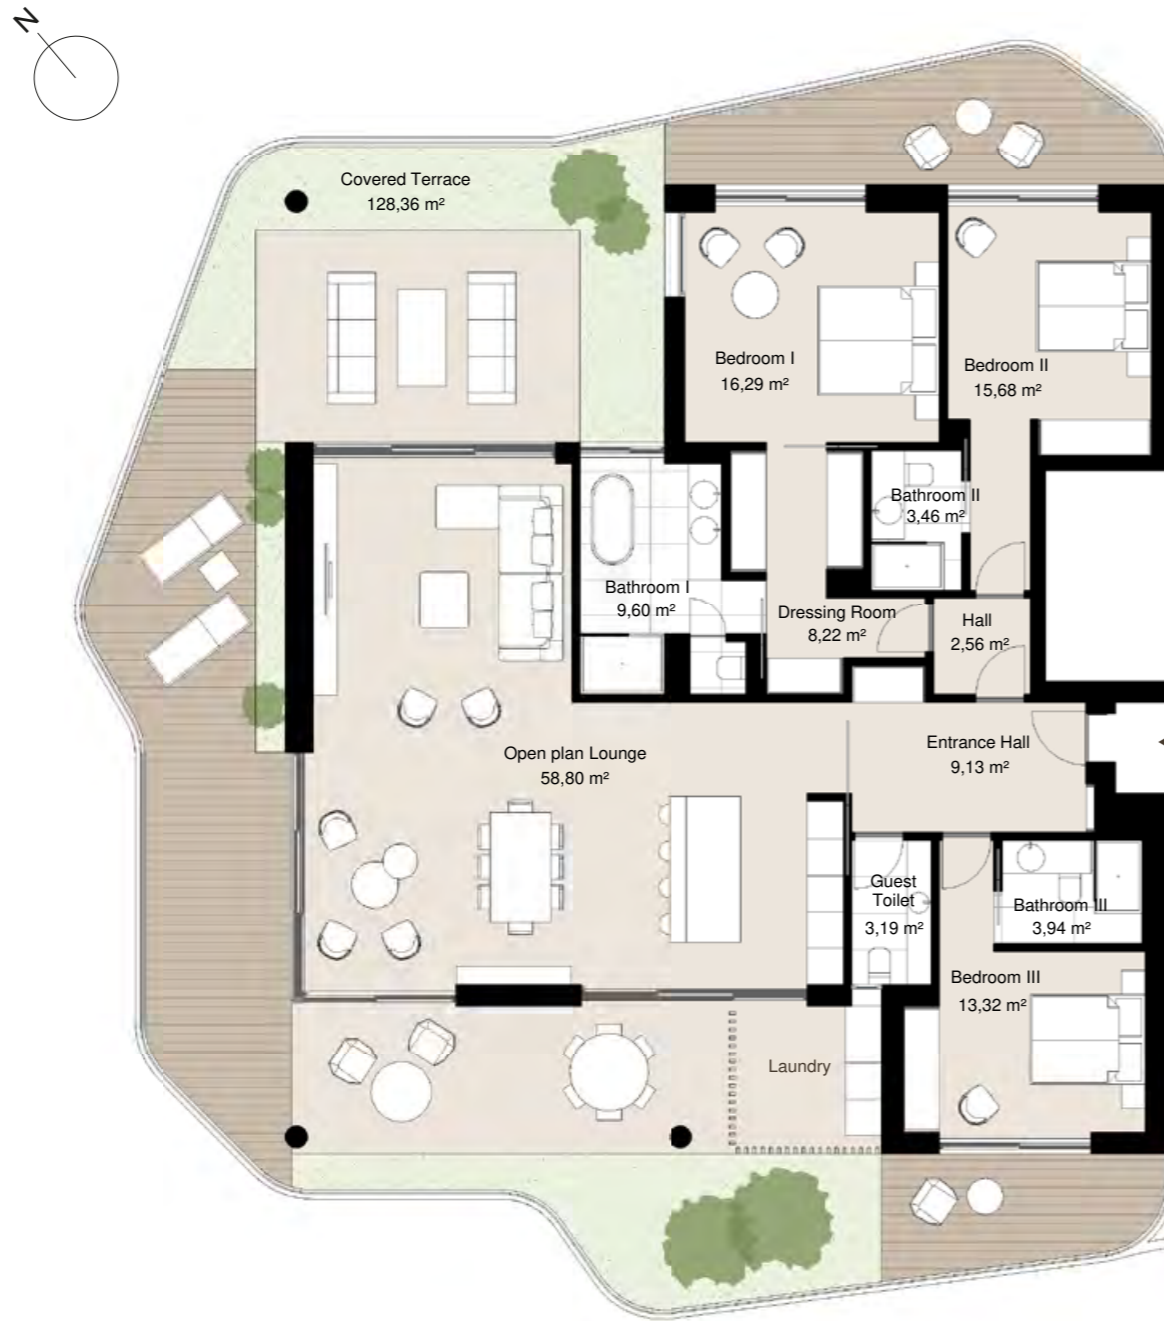 N
Covered Terrace
128,36 m²
Bedroom I
16,29 m²
Bedroom II
15,68 m²
Bathroom II
3,46 m²
Bathroom I
9,60 m²
Dressing Room
8,22 m²
Hall
2,56 m²
Open plan Lounge
58,80 m²
Entrance Hall
9,13 m²
Guest
Toilet
3,19 m²
Bathroom III
3,94 m²
Bedroom III
13,32 m²
Laundry